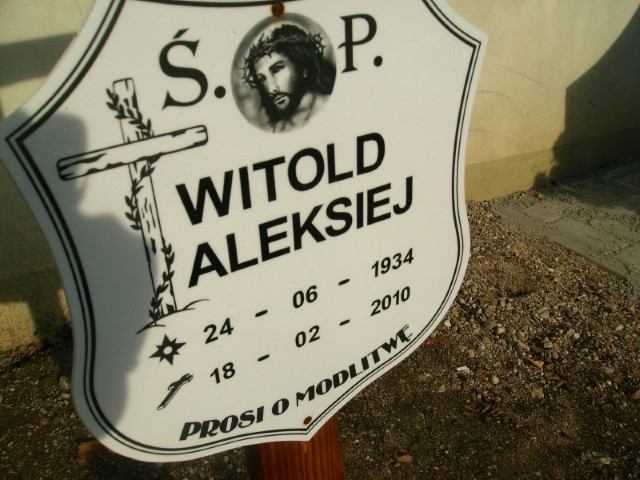 Ś. P.
WITOLD
ALEKSIEJ
24 - 06 - 1934
18 - 02 - 2010
PROSI O MODLITWĘ